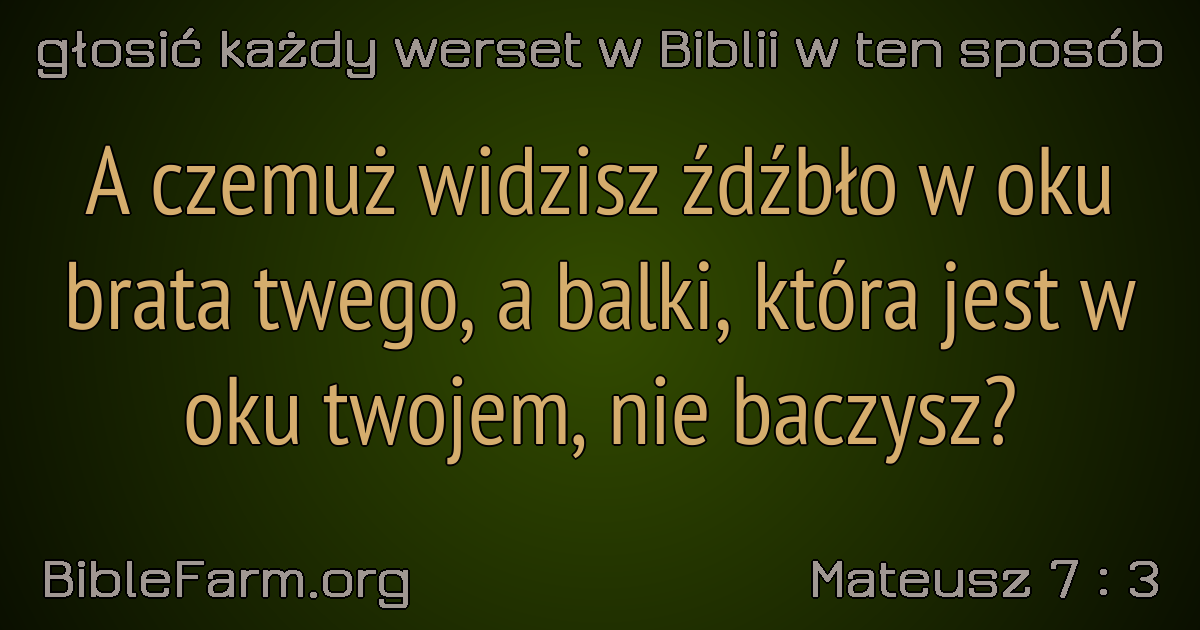 głosić każdy werset w Biblii w ten sposób
A czemuż widzisz źdźbło w oku
brata twego, a balki, która jest w
oku twojem, nie baczysz?
BibleFarm.org
Mateusz 7 : 3